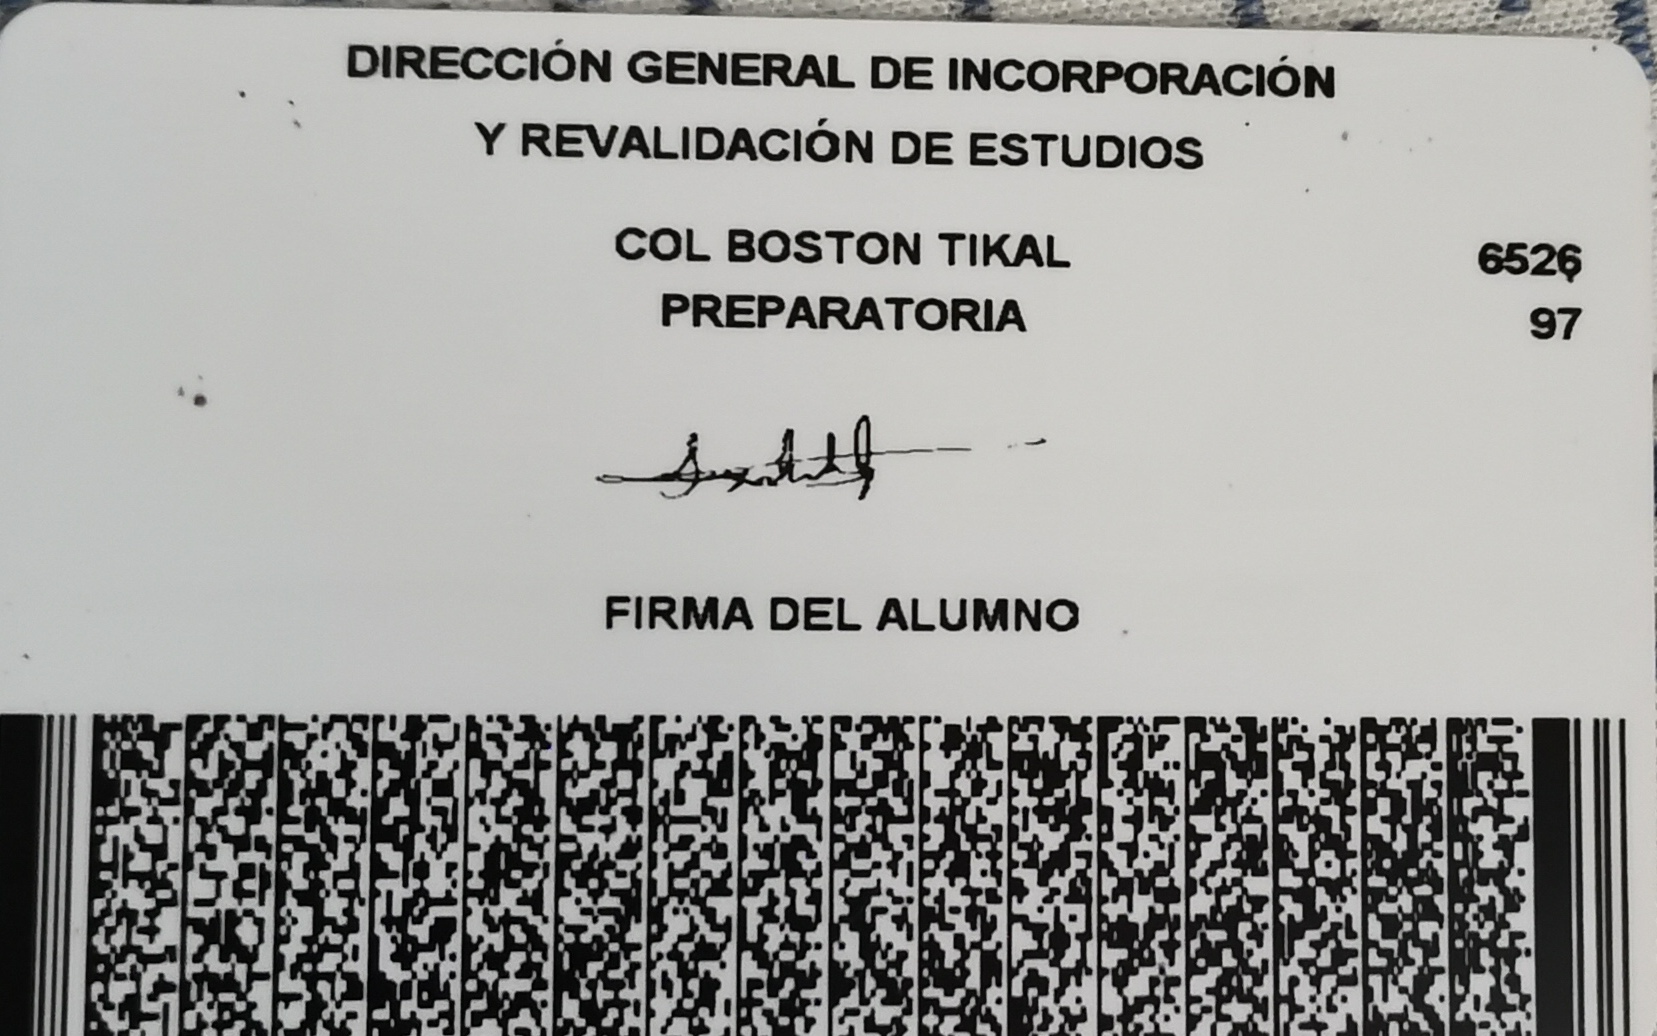 DIRECCIÓN GENERAL DE INCORPORACIÓN
Y REVALIDACIÓN DE ESTUDIOS
COL BOSTON TIKAL 6526
PREPARATORIA 97
FIRMA DEL ALUMNO